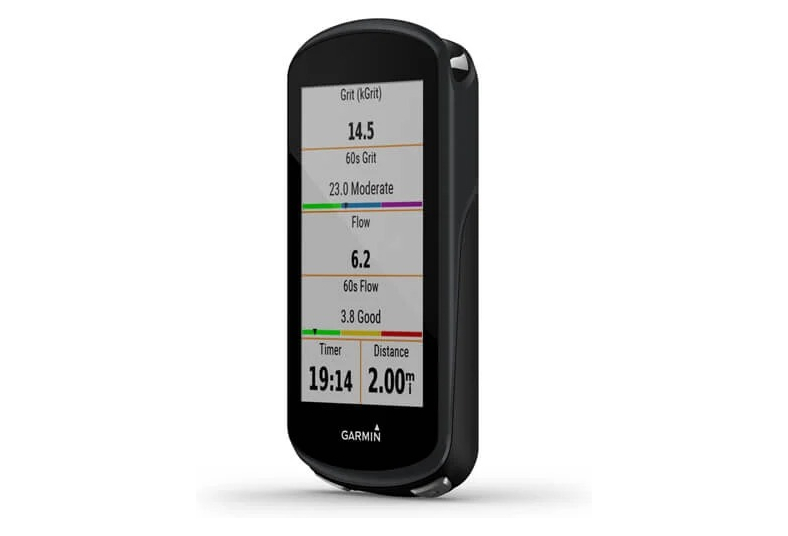 Grit (kGrit)
14.5
60s Grit
23.0 Moderate
Flow
6.2
60s Flow
3.8 Good
Timer Distance
19:14 2.00 mi
GARMIN